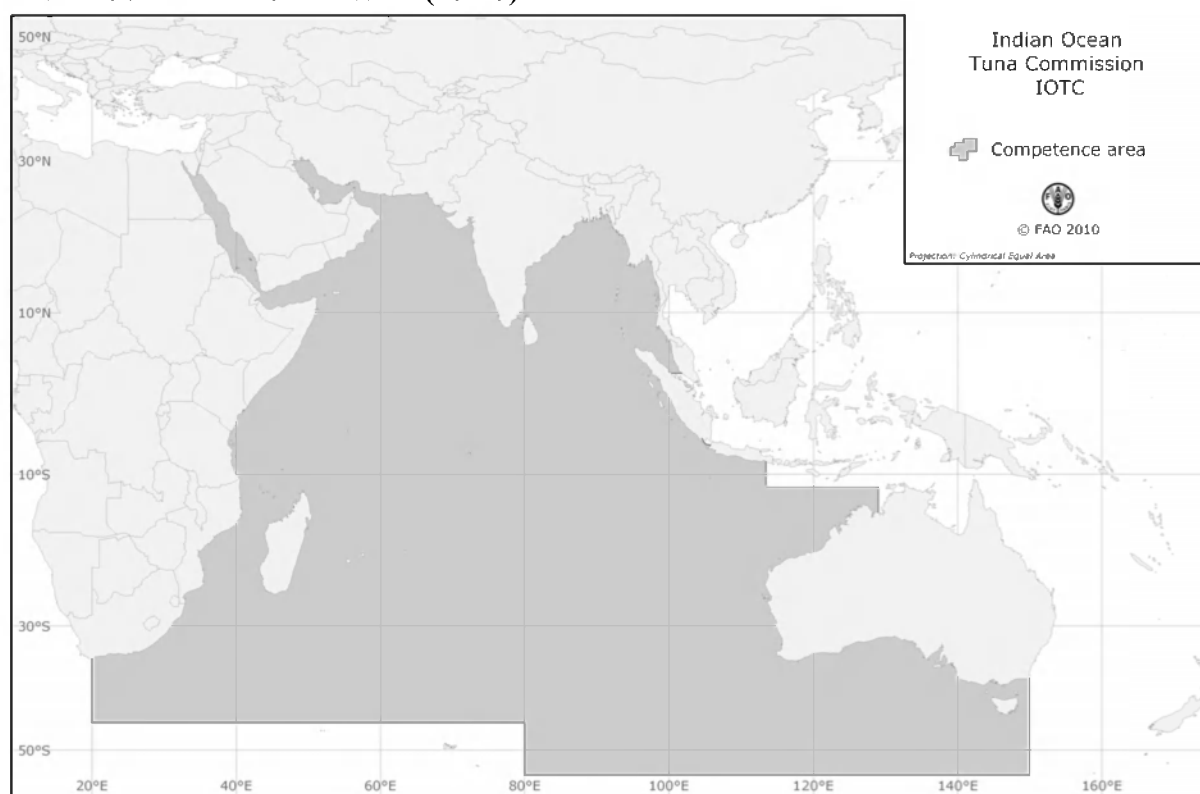 50°N
Indian Ocean
Tuna Commission
IOTC
Competence area
FAO
© FAO 2010
Projection: Cylindrical Equal Area
30°N
10°N
10°S
30°S
50°S
20°E 40°E 60°E 80°E 100°E 120°E 140°E 160°E